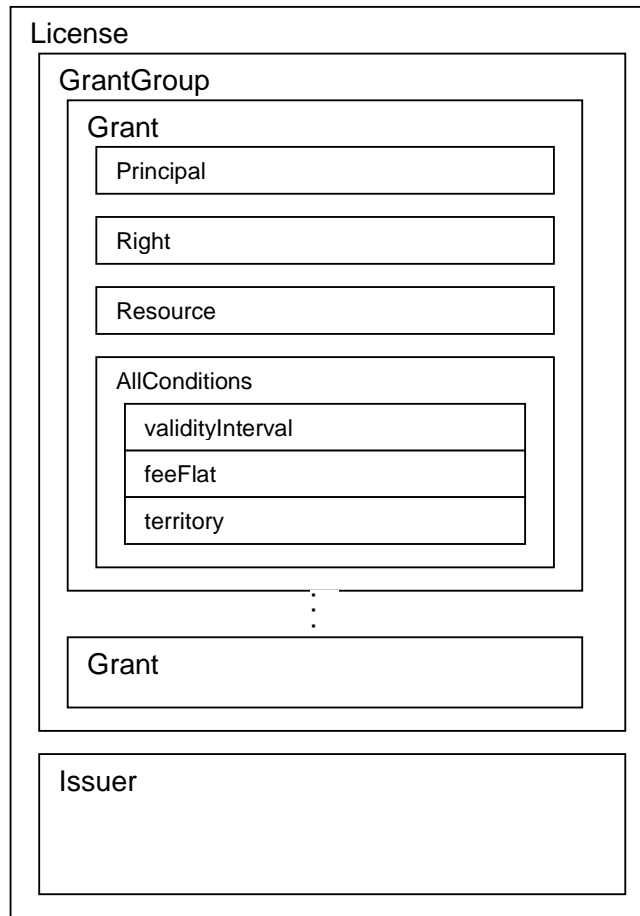 License
GrantGroup
Grant
Principal
Right
Resource
AllConditions
validityInterval
feeFlat
territory
Grant
Issuer